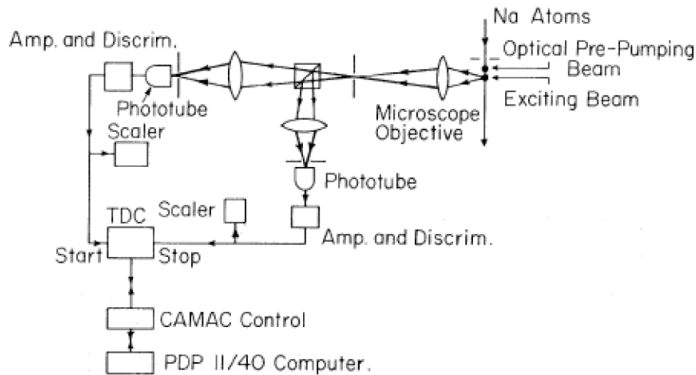 Na Atoms
Amp. and Discrim.
Optical Pre-Pumping
Beam
Exciting Beam
Phototube
Microscope
Objective
Scaler
Phototube
TDC
Scaler
Amp. and Discrim.
Start
Stop
CAMAC Control
PDP 11/40 Computer.